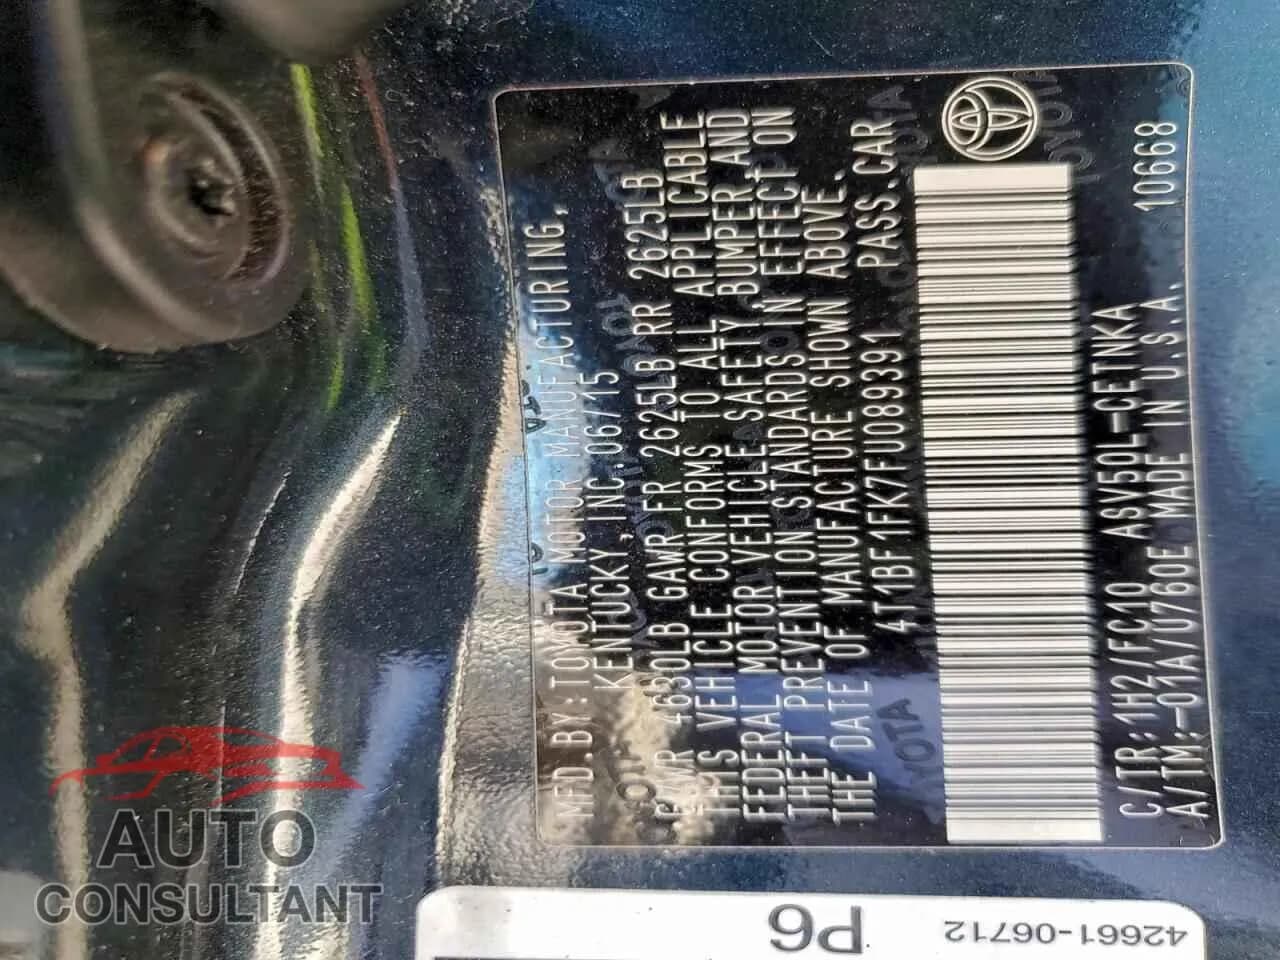 MFD.BY:TOYOTA MOTOR MANUFACTURING,
KENTUCKY, INC.06/15
GVWR 4630LB GAWR FR 2625LB RR 2625LB
THIS VEHICLE CONFORMS TO ALL APPLICABLE
FEDERAL MOTOR VEHICLE SAFETY, BUMPER,AND
THEFT PREVENTION STANDARDS IN EFFECT ON
THE DATE OF MANUFACTURE SHOWN ABOVE.
4T1BF1FK7FU089391 PASS.CAR
C/TR:1H2/FC10 ASV50L-CETNKA 10668
A/TM:-01A/U760E MADE IN U.S.A.
P6
42661-06712
AUTO
CONSULTANT